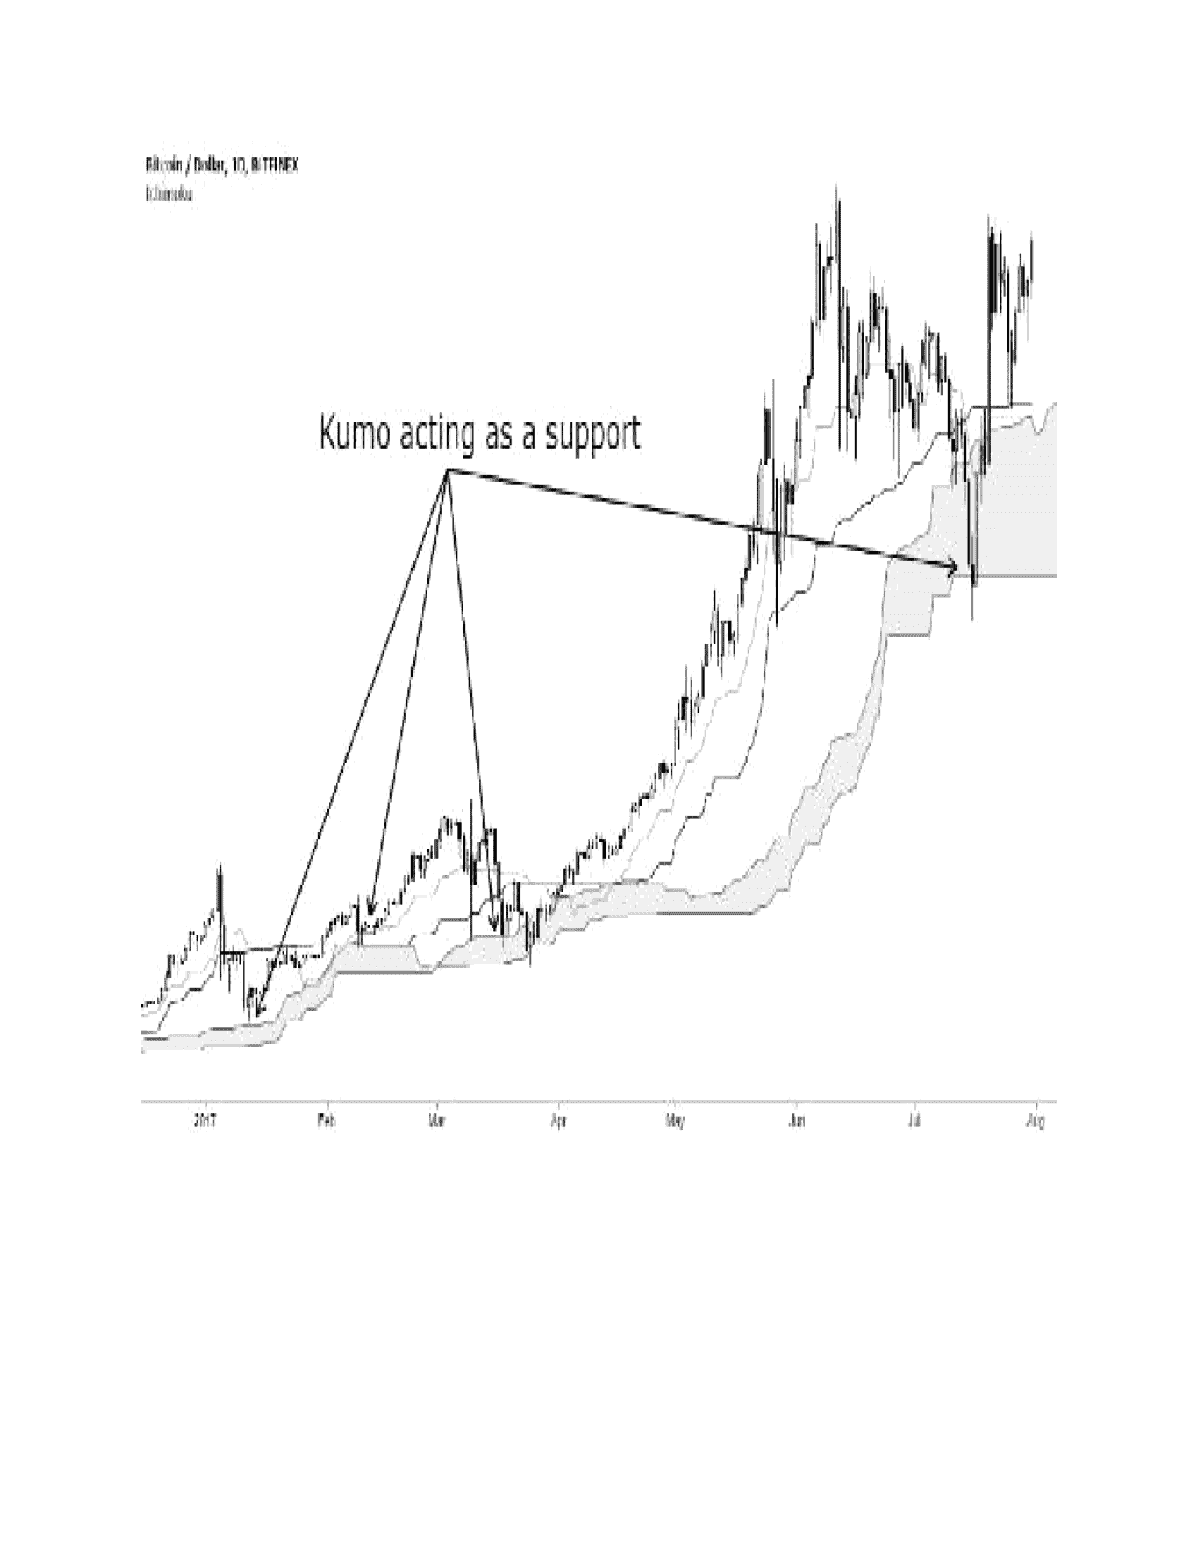 Bitcoin / Dollar, 1D, BITFINEX
Ichimoku
Kumo acting as a support
2017 Feb Mar Apr May Jun Jul Aug